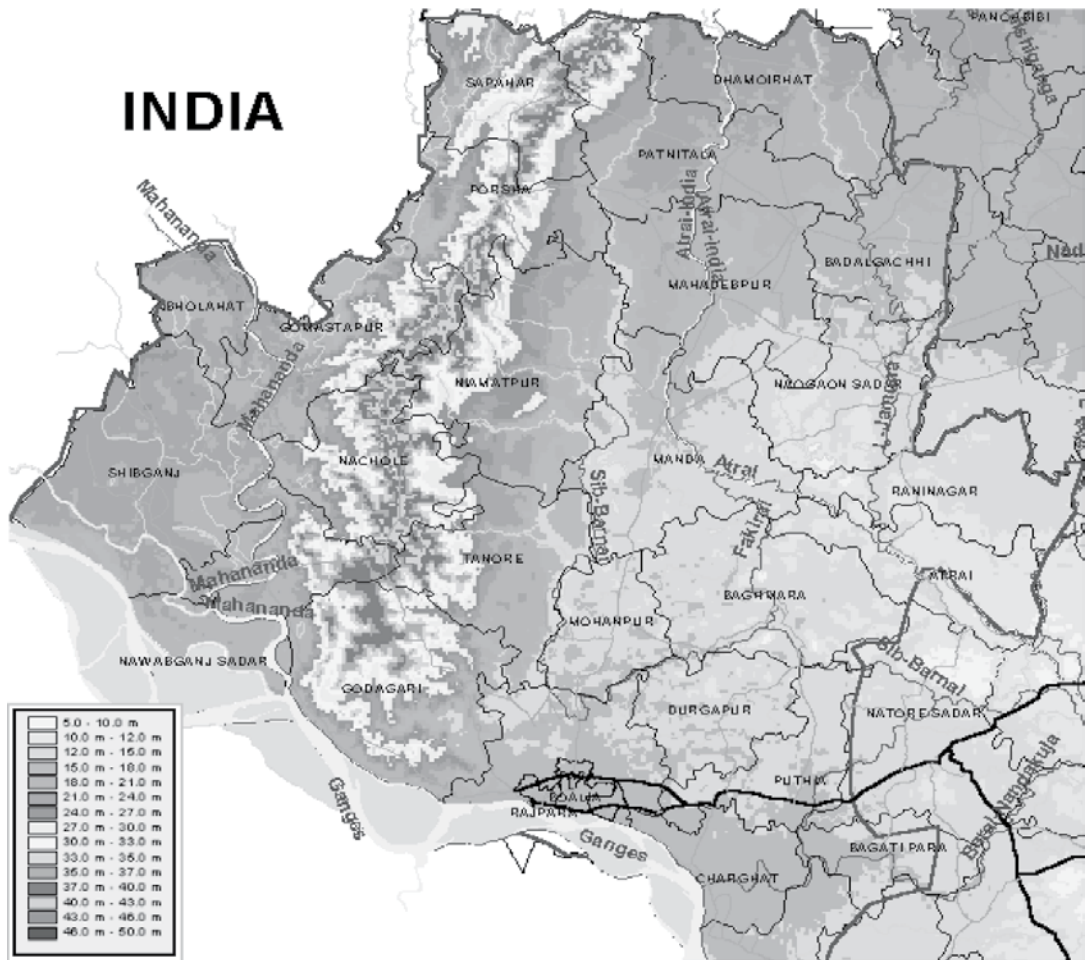 PANCABIBI
SAPAHAR
DHAMOIRHAT
INDIA
PATNITALA
Mahananda
PORSHA
Atrai-India
Atrai-india
BADALGACHHI
MAHADEBPUR
BHOLAHAT
GOMASTAPUR
Mahananda
NIAMATPUR
NAOGAON SADAR
Jamuna
NACHOLE
MANDA
Atrai
SHIBGANJ
Sib-Barnai
RANINAGAR
Fakirni
TANORE
ATRAI
Mahananda
Mahananda
BAGHMARA
MOHANPUR
NAWABGANJ SADAR
Sib-Barnai
GODAGARI
DURGAPUR
NATORE SADAR
PUTHIA
BOALIA
RAJPARA
Ganges
Ganges
BAGATIPARA
Baral Nandakuja
CHARGHAT
5.0 - 10.0 m
10.0 m - 12.0 m
12.0 m - 15.0 m
15.0 m - 18.0 m
18.0 m - 21.0 m
21.0 m - 24.0 m
24.0 m - 27.0 m
27.0 m - 30.0 m
30.0 m - 33.0 m
33.0 m - 35.0 m
35.0 m - 37.0 m
37.0 m - 40.0 m
40.0 m - 43.0 m
43.0 m - 46.0 m
46.0 m - 50.0 m